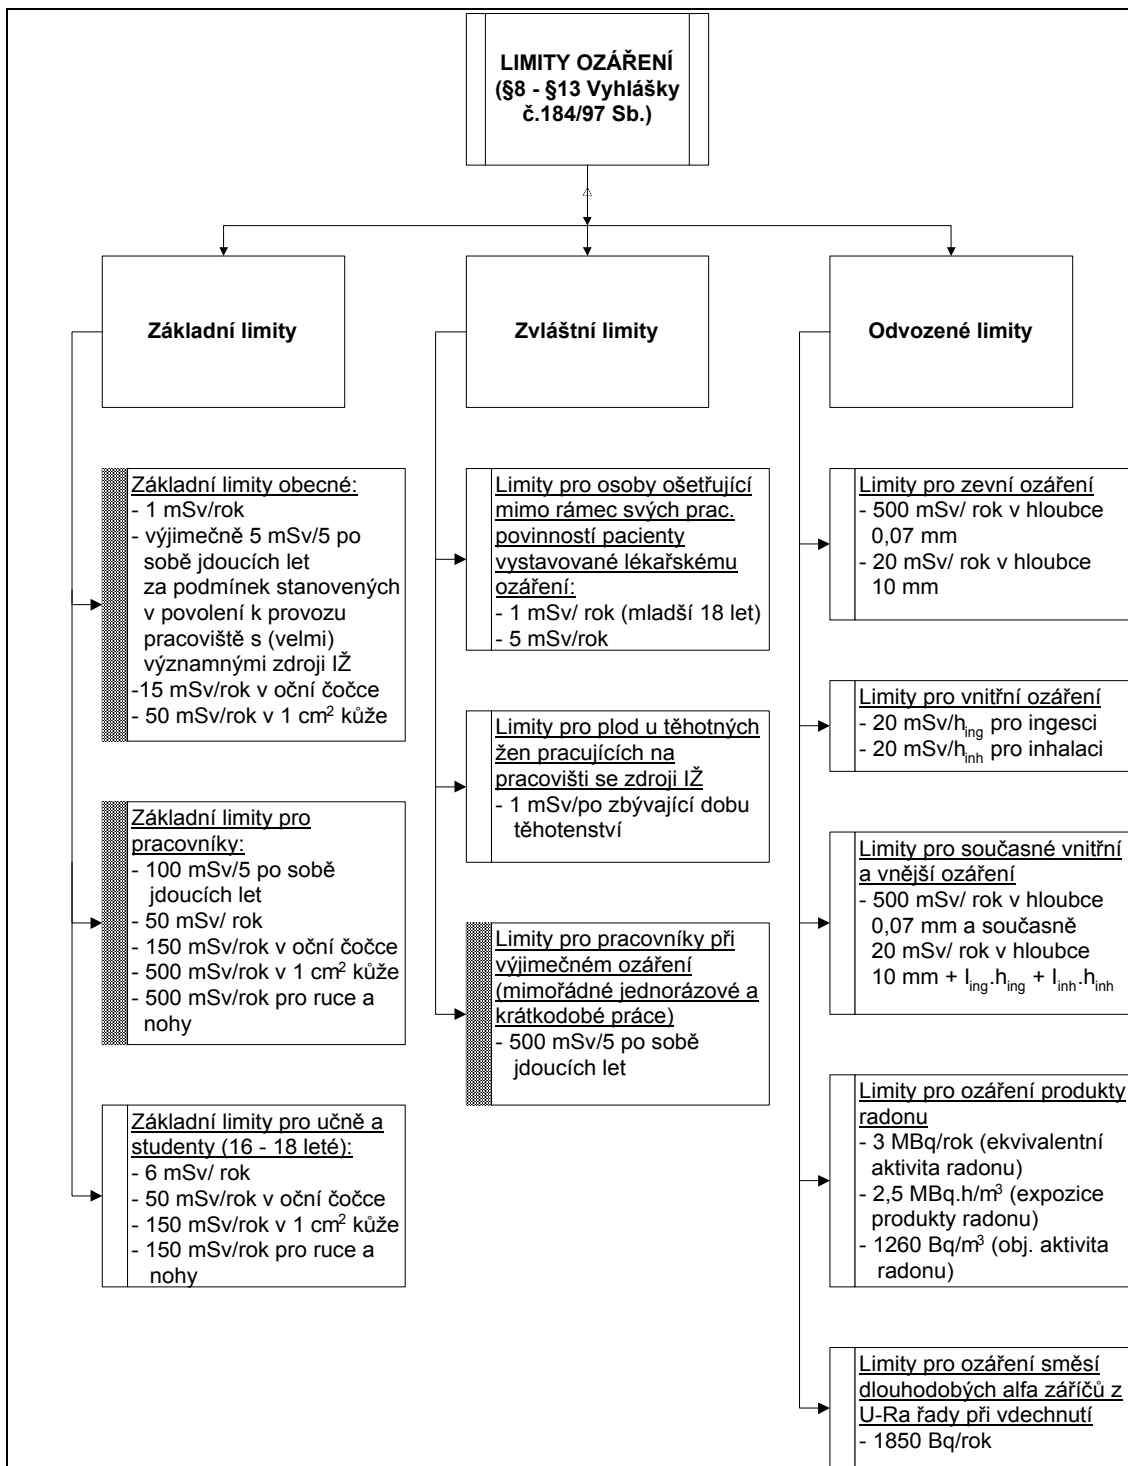 LIMITY OZÁŘENÍ
(§8 - §13 Vyhlášky
č.184/97 Sb.)
Základní limity
Zvláštní limity
Odvozené limity
Základní limity obecné:
- 1 mSv/rok
- výjimečně 5 mSv/5 po
sobě jdoucích let
za podmínek stanovených
v povolení k provozu
pracoviště s (velmi)
významnými zdroji IŽ
-15 mSv/rok v oční čočce
- 50 mSv/rok v 1 cm² kůže
Základní limity pro
pracovníky:
- 100 mSv/5 po sobě
jdoucích let
- 50 mSv/ rok
- 150 mSv/rok v oční čočce
- 500 mSv/rok v 1 cm² kůže
- 500 mSv/rok pro ruce a
nohy
Základní limity pro učně a
studenty (16 - 18 leté):
- 6 mSv/ rok
- 50 mSv/rok v oční čočce
- 150 mSv/rok v 1 cm² kůže
- 150 mSv/rok pro ruce a
nohy
Limity pro osoby ošetřující
mimo rámec svých prac.
povinností pacienty
vystavované lékařskému
ozáření:
- 1 mSv/ rok (mladší 18 let)
- 5 mSv/rok
Limity pro plod u těhotných
žen pracujících na
pracovišti se zdroji IŽ
- 1 mSv/po zbývající dobu
těhotenství
Limity pro pracovníky při
výjimečném ozáření
(mimořádné jednorázové a
krátkodobé práce)
- 500 mSv/5 po sobě
jdoucích let
Limity pro zevní ozáření
- 500 mSv/ rok v hloubce
0,07 mm
- 20 mSv/ rok v hloubce
10 mm
Limity pro vnitřní ozáření
- 20 mSv/h_ing pro ingesci
- 20 mSv/h_inh pro inhalaci
Limity pro současné vnitřní
a vnější ozáření
- 500 mSv/ rok v hloubce
0,07 mm a současně
20 mSv/ rok v hloubce
10 mm + I_ing.h_ing + I_inh.h_inh
Limity pro ozáření produkty
radonu
- 3 MBq/rok (ekvivalentní
aktivita radonu)
- 2,5 MBq.h/m³ (expozice
produkty radonu)
- 1260 Bq/m³ (obj. aktivita
radonu)
Limity pro ozáření směsí
dlouhodobých alfa zářičů z
U-Ra řady při vdechnutí
- 1850 Bq/rok